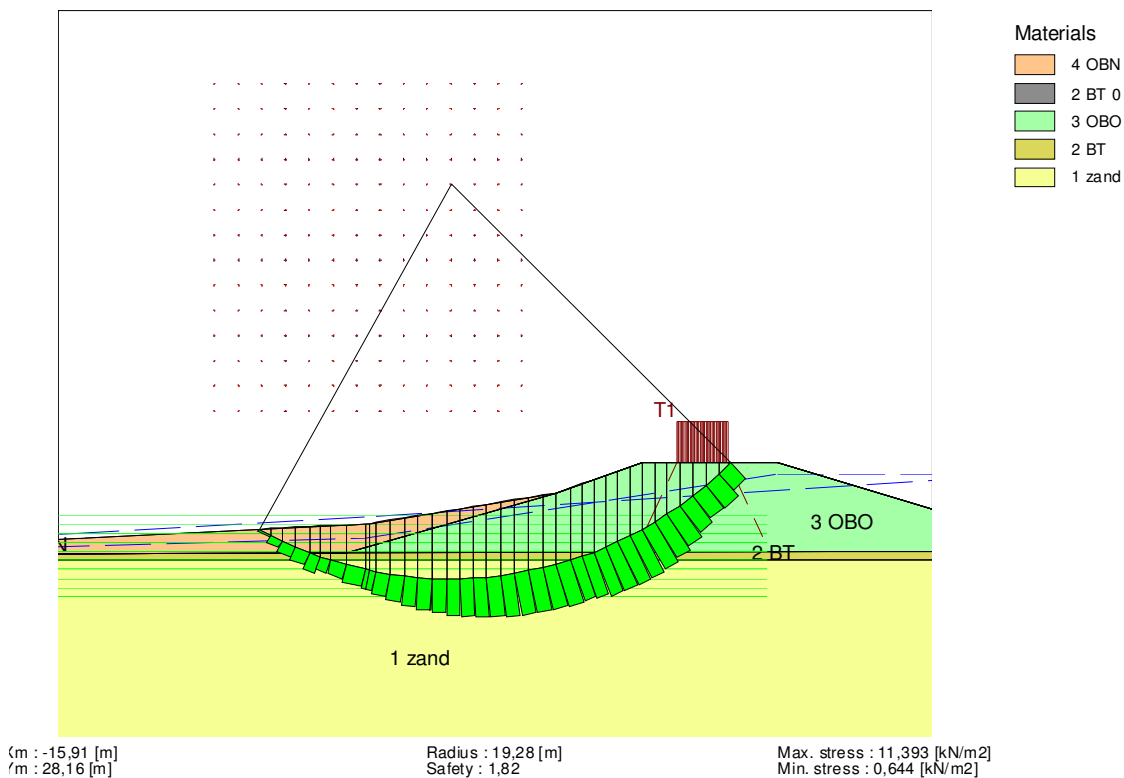 Materials
4 OBN
2 BT 0
3 OBO
2 BT
1 zand
T1
3 OBO
2 BT
1 zand
Xm : -15,91 [m]
Radius : 19,28 [m]
Max. stress : 11,393 [kN/m2]
Ym : 28,16 [m]
Safety : 1,82
Min. stress : 0,644 [kN/m2]